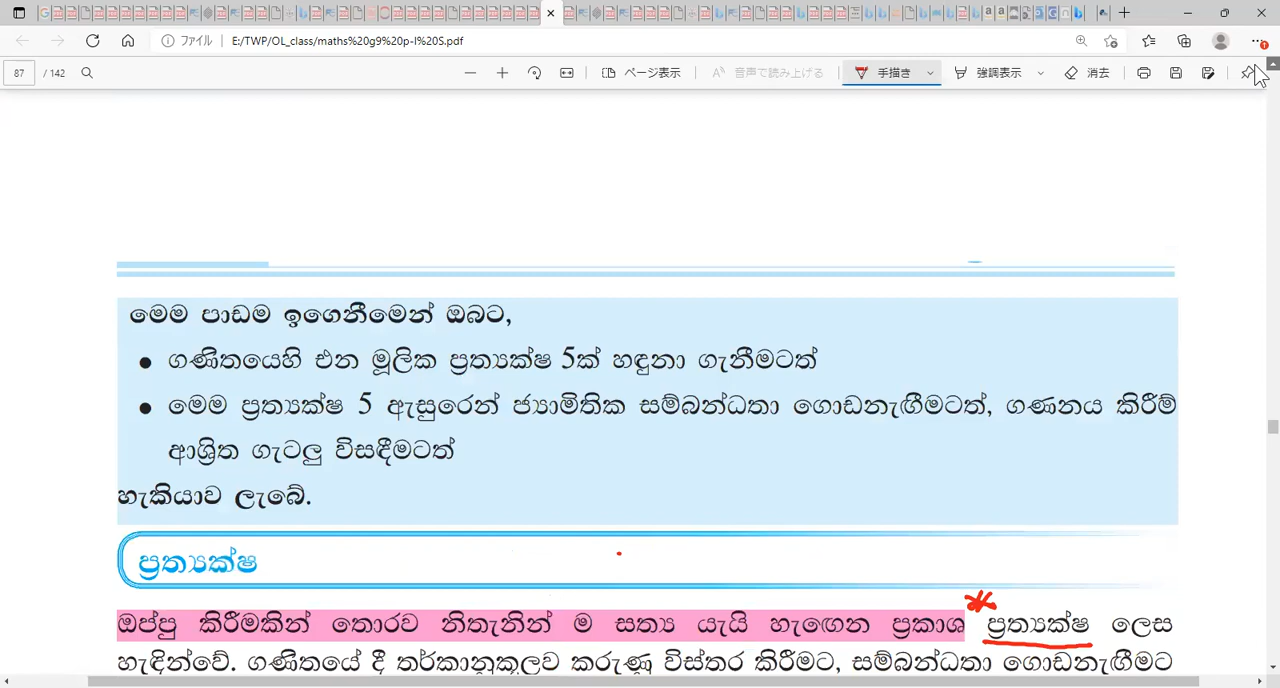 ファイル E:/TWP/OL_class/maths%20g9%20p-I%20S.pdf
87 / 142 ページ表示 音声で読み上げる 手描き 強調表示 消去
මෙම පාඩම ඉගෙනීමෙන් ඔබට,
● ගණිතයෙහි එන මූලික ප්‍රත්‍යක්ෂ 5ක් හඳුනා ගැනීමටත්
● මෙම ප්‍රත්‍යක්ෂ 5 ඇසුරෙන් ජ්‍යාමිතික සම්බන්ධතා ගොඩනැඟීමටත්, ගණනය කිරීම්
ආශ්‍රිත ගැටලු විසඳීමටත්
හැකියාව ලැබේ.
ප්‍රත්‍යක්ෂ
ඔප්පු කිරීමකින් තොරව නිතැනින් ම සත්‍ය යැයි හැඟෙන ප්‍රකාශ ප්‍රත්‍යක්ෂ ලෙස
හැඳින්වේ. ගණිතයේ දී තර්කානුකූලව කරුණු විස්තර කිරීමට, සම්බන්ධතා ගොඩනැඟීමට